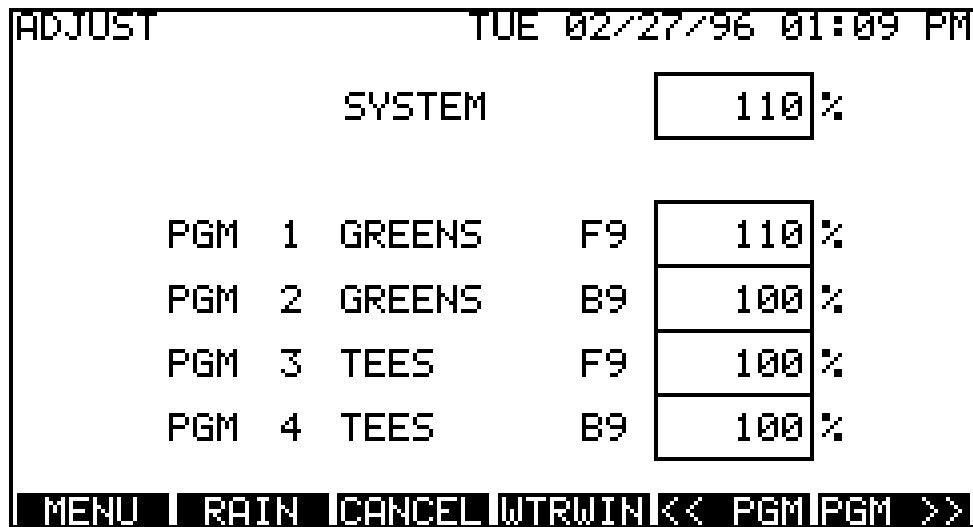 ADJUST TUE 02/27/96 01:09 PM
SYSTEM 110%
PGM 1 GREENS F9 110%
PGM 2 GREENS B9 100%
PGM 3 TEES F9 100%
PGM 4 TEES B9 100%
MENU RAIN CANCEL WTRWIN << PGM PGM >>